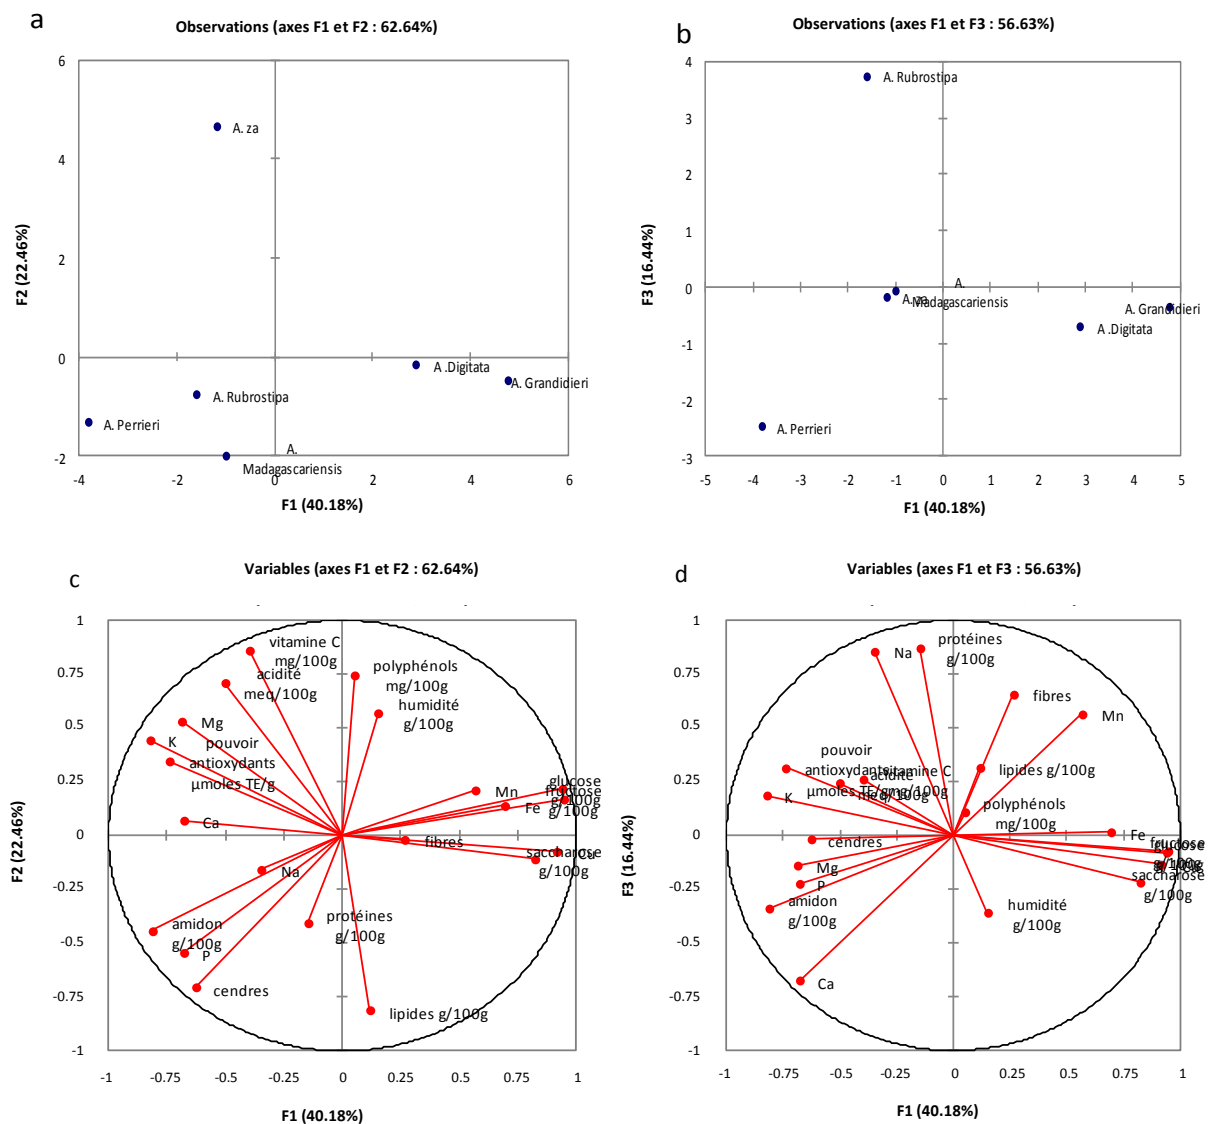 a
Observations (axes F1 et F2 : 62.64%)
6
4
2
0
-2
-4
-2
0
2
4
6
F2 (22.46%)
F1 (40.18%)
A. za
A .Digitata
A. Grandidieri
A. Rubrostipa
A. Perrieri
A.
Madagascariensis
b
Observations (axes F1 et F3 : 56.63%)
4
3
2
1
0
-1
-2
-3
-5
-4
-3
-2
-1
0
1
2
3
4
5
F3 (16.44%)
F1 (40.18%)
A. Rubrostipa
A.
A. za
Madagascariensis
A. Grandidieri
A .Digitata
A. Perrieri
c
Variables (axes F1 et F2 : 62.64%)
1
0.75
0.5
0.25
0
-0.25
-0.5
-0.75
-1
-1
-0.75
-0.5
-0.25
0
0.25
0.5
0.75
1
F2 (22.46%)
F1 (40.18%)
vitamine C
mg/100g
acidité
meq/100g
polyphénols
mg/100g
humidité
g/100g
Mg
K
pouvoir
antioxydants
µmoles TE/g
Mn
glucose
g/100g
fructose
g/100g
Fe
Ca
fibres
saccharose
g/100g
Cu
Na
amidon
g/100g
P
protéines
g/100g
cendres
lipides g/100g
d
Variables (axes F1 et F3 : 56.63%)
1
0.75
0.5
0.25
0
-0.25
-0.5
-0.75
-1
-1
-0.75
-0.5
-0.25
0
0.25
0.5
0.75
1
F3 (16.44%)
F1 (40.18%)
Na
protéines
g/100g
fibres
Mn
pouvoir
antioxydants
µmoles TE/g
vitamine C
mg/100g
acidité
meq/100g
lipides g/100g
K
polyphénols
mg/100g
Fe
cendres
fructose
g/100g
glucose
saccharose
g/100g
Mg
P
amidon
g/100g
humidité
g/100g
Ca